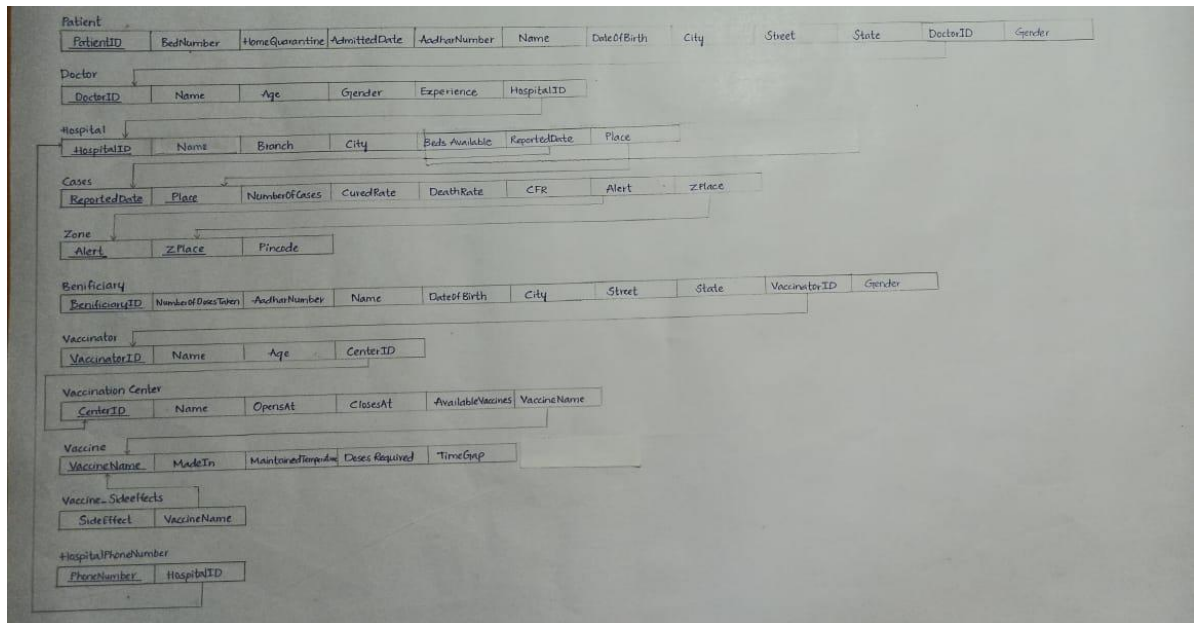 Patient
PatientID BedNumber HomeQuarantine AdmittedDate AadharNumber Name DateOfBirth City Street State DoctorID Gender
Doctor
DoctorID Name Age Gender Experience HospitalID
Hospital
HospitalID Name Branch City Beds Available ReportedDate Place
Cases
ReportedDate Place NumberOfCases CuredRate DeathRate CFR Alert ZPlace
Zone
Alert ZPlace Pincode
Benificiary
BenificiaryID NumberOfDosesTaken AadharNumber Name DateOfBirth City Street State VaccinatorID Gender
Vaccinator
VaccinatorID Name Age CenterID
Vaccination Center
CenterID Name OpensAt ClosesAt AvailableVaccines VaccineName
Vaccine
VaccineName MadeIn Doses Required TimeGap
Vaccine_Sideeffects
SideEffect VaccineName
HospitalPhoneNumber
PhoneNumber HospitalID